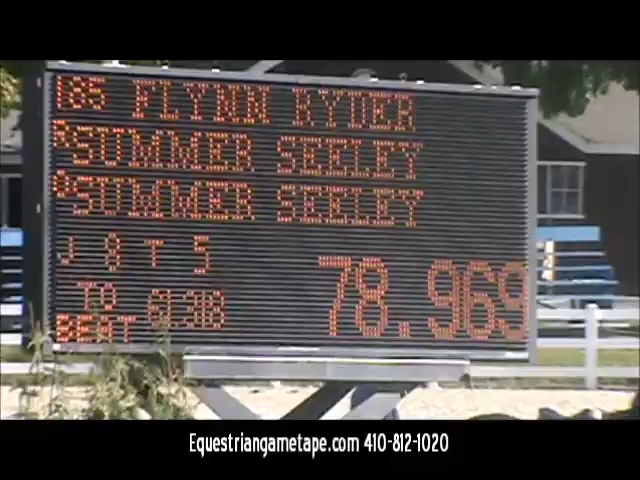 185 FLYNN RYDER
R SUMMER SEELEY
O SUMMER SEELEY
J 8 T 5
TO
BEAT
78.969
Equestriangametape.com 410-812-1020